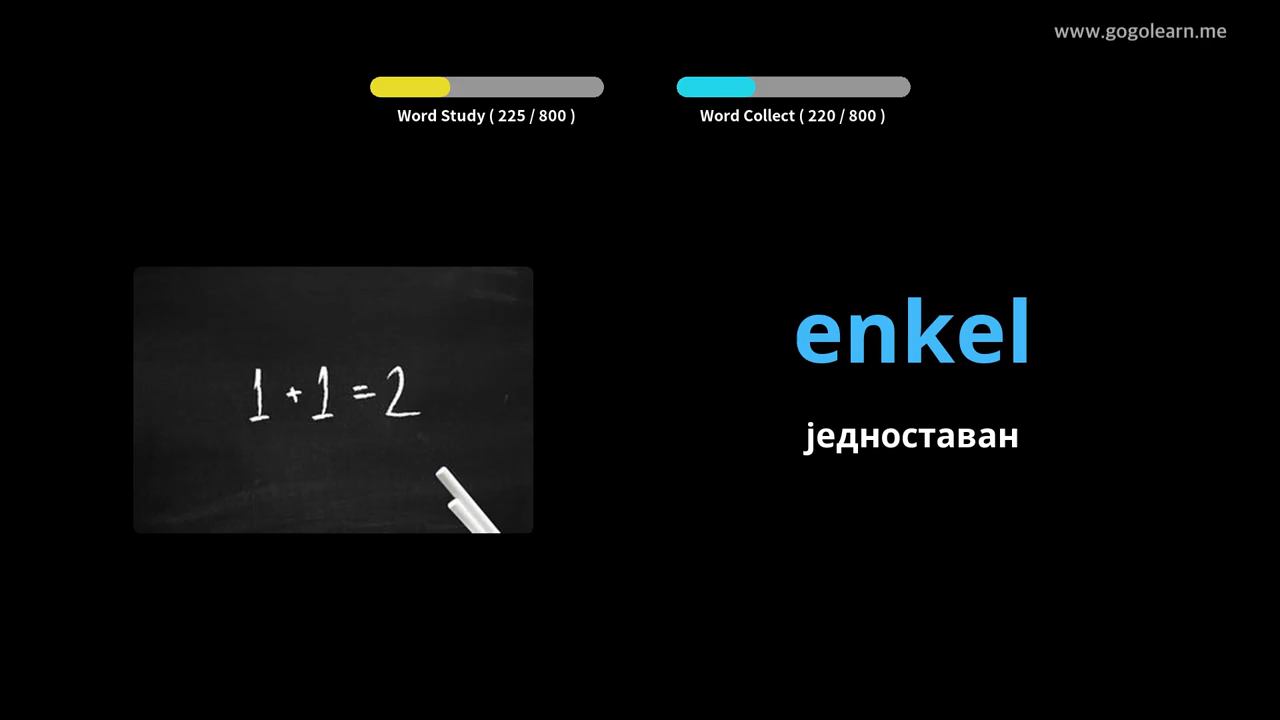 www.gogolearn.me
Word Study ( 225 / 800 )
Word Collect ( 220 / 800 )
1 + 1 = 2
enkel
једноставан